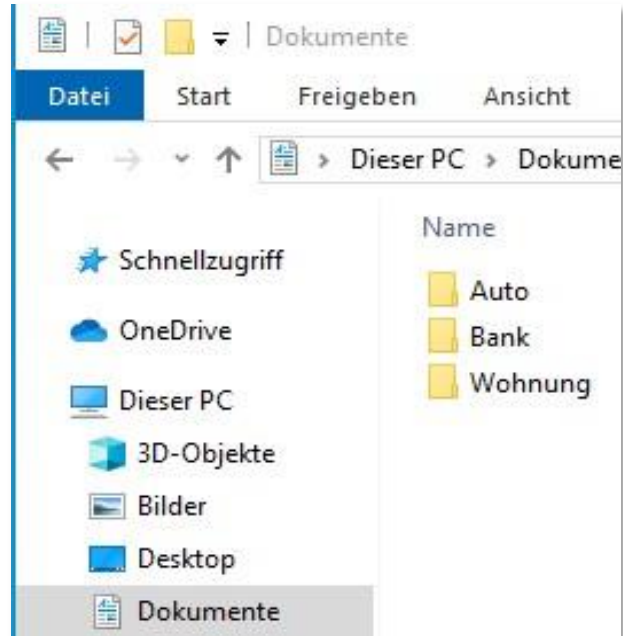 Dokumente
Datei Start Freigeben Ansicht
Dieser PC > Dokume
Name
Schnellzugriff
OneDrive
Dieser PC
3D-Objekte
Bilder
Desktop
Dokumente
Auto
Bank
Wohnung